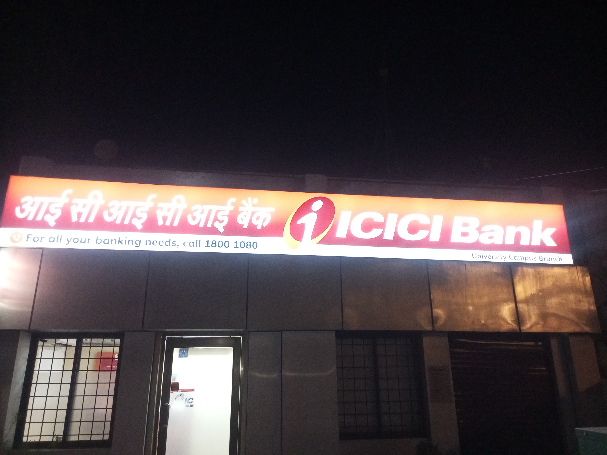 आई सी आई सी आई बैंक
ICICI Bank
For all your banking needs, call 1800 1080
University Campus Branch